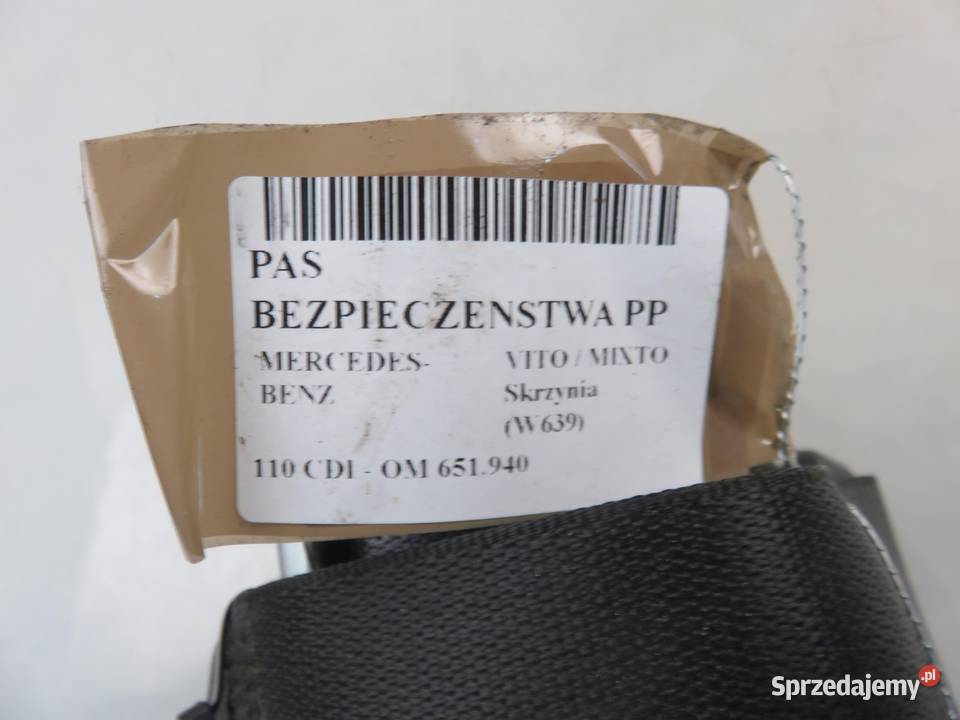 PAS
BEZPIECZENSTWA PP
MERCEDES-
BENZ
VITO / MIXTO
Skrzynia
(W639)
110 CDI - OM 651.940
Sprzedajemy.pl